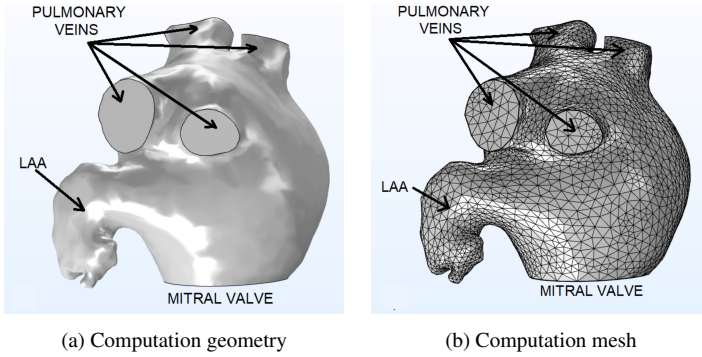 PULMONARY
VEINS
LAA
MITRAL VALVE
(a) Computation geometry
PULMONARY
VEINS
LAA
MITRAL VALVE
(b) Computation mesh